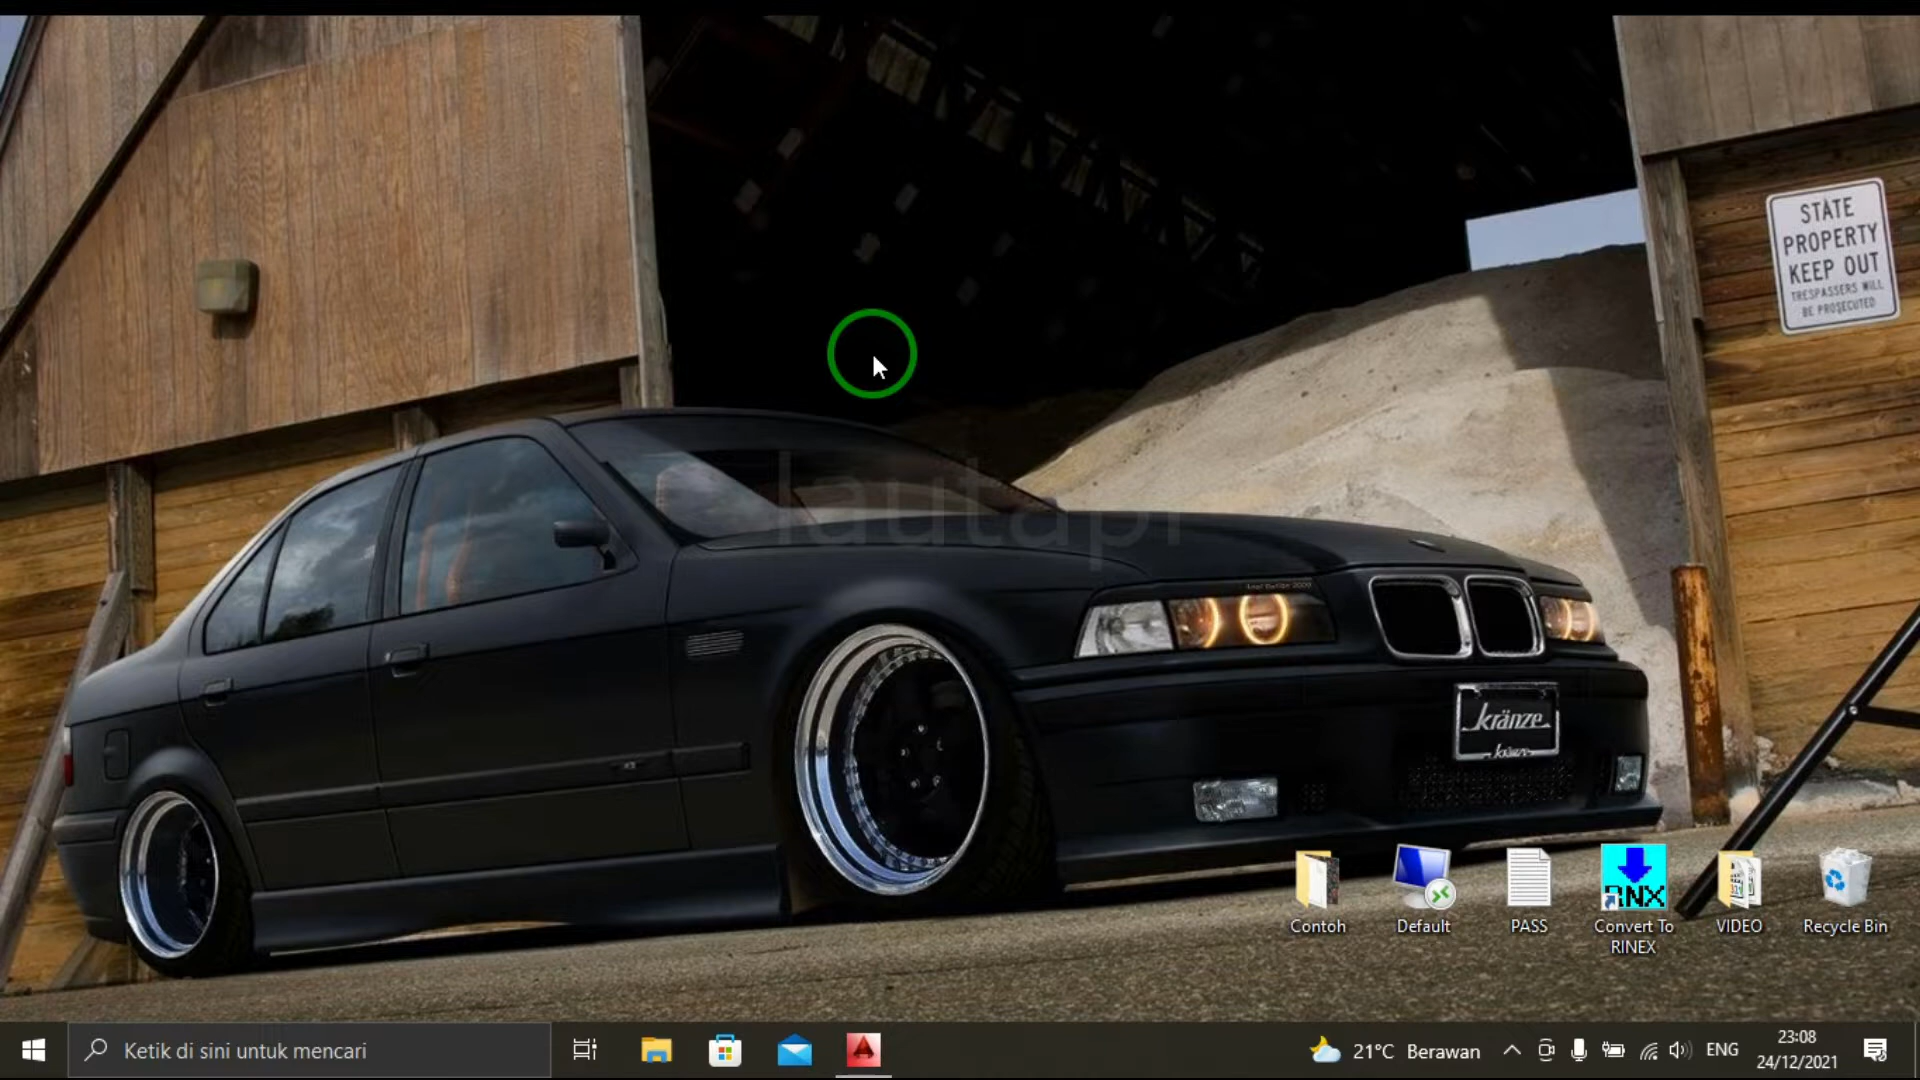 STATE
PROPERTY
KEEP OUT
TRESPASSERS WILL
BE PROSECUTED
lautapi
kränze
Contoh
Default
PASS
Convert To
RINEX
RNX
VIDEO
Recycle Bin
Ketik di sini untuk mencari
21°C Berawan
ENG
23:08
24/12/2021